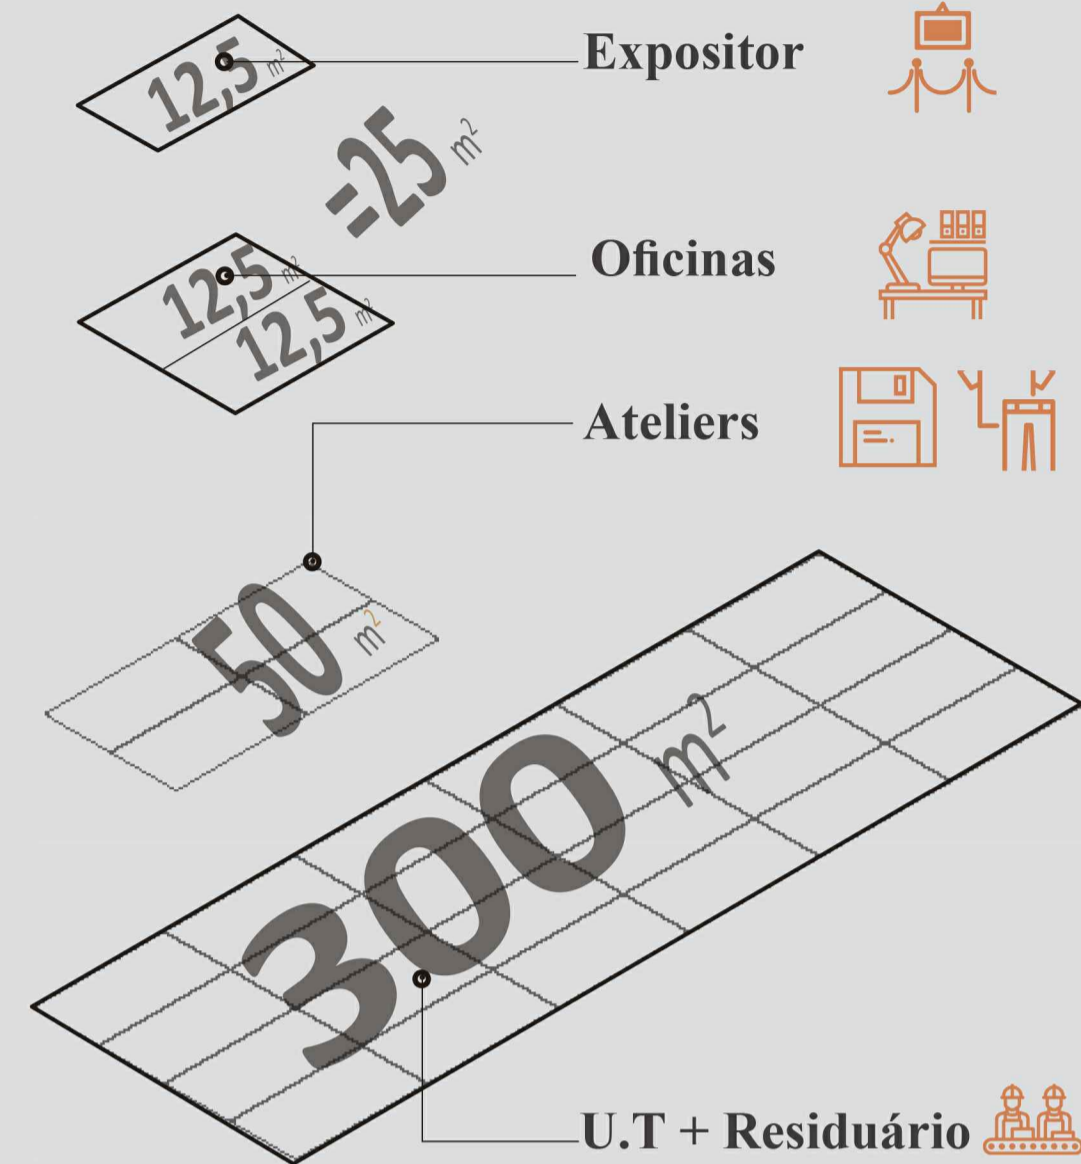 12,5 m²
Expositor
=25 m²
12,5 m²
Oficinas
12,5 m²
Ateliers
50 m²
300 m²
U.T + Residuário